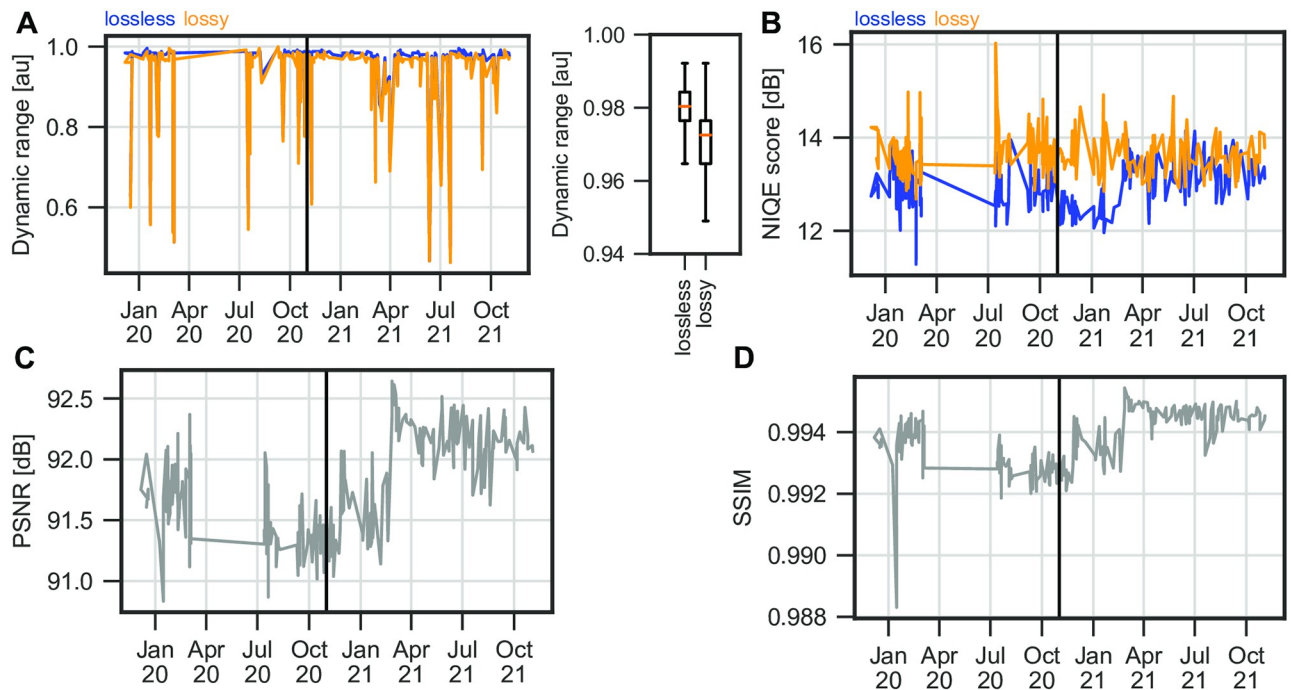 A
lossless lossy
Dynamic range [au]
1.0
0.8
0.6
Jan Apr Jul Oct Jan Apr Jul Oct
20 20 20 20 21 21 21 21
Dynamic range [au]
1.00
0.98
0.96
0.94
lossless
lossy
B
lossless lossy
NIQE score [dB]
16
14
12
Jan Apr Jul Oct Jan Apr Jul Oct
20 20 20 20 21 21 21 21
C
PSNR [dB]
92.5
92.0
91.5
91.0
Jan Apr Jul Oct Jan Apr Jul Oct
20 20 20 20 21 21 21 21
D
SSIM
0.994
0.992
0.990
0.988
Jan Apr Jul Oct Jan Apr Jul Oct
20 20 20 20 21 21 21 21